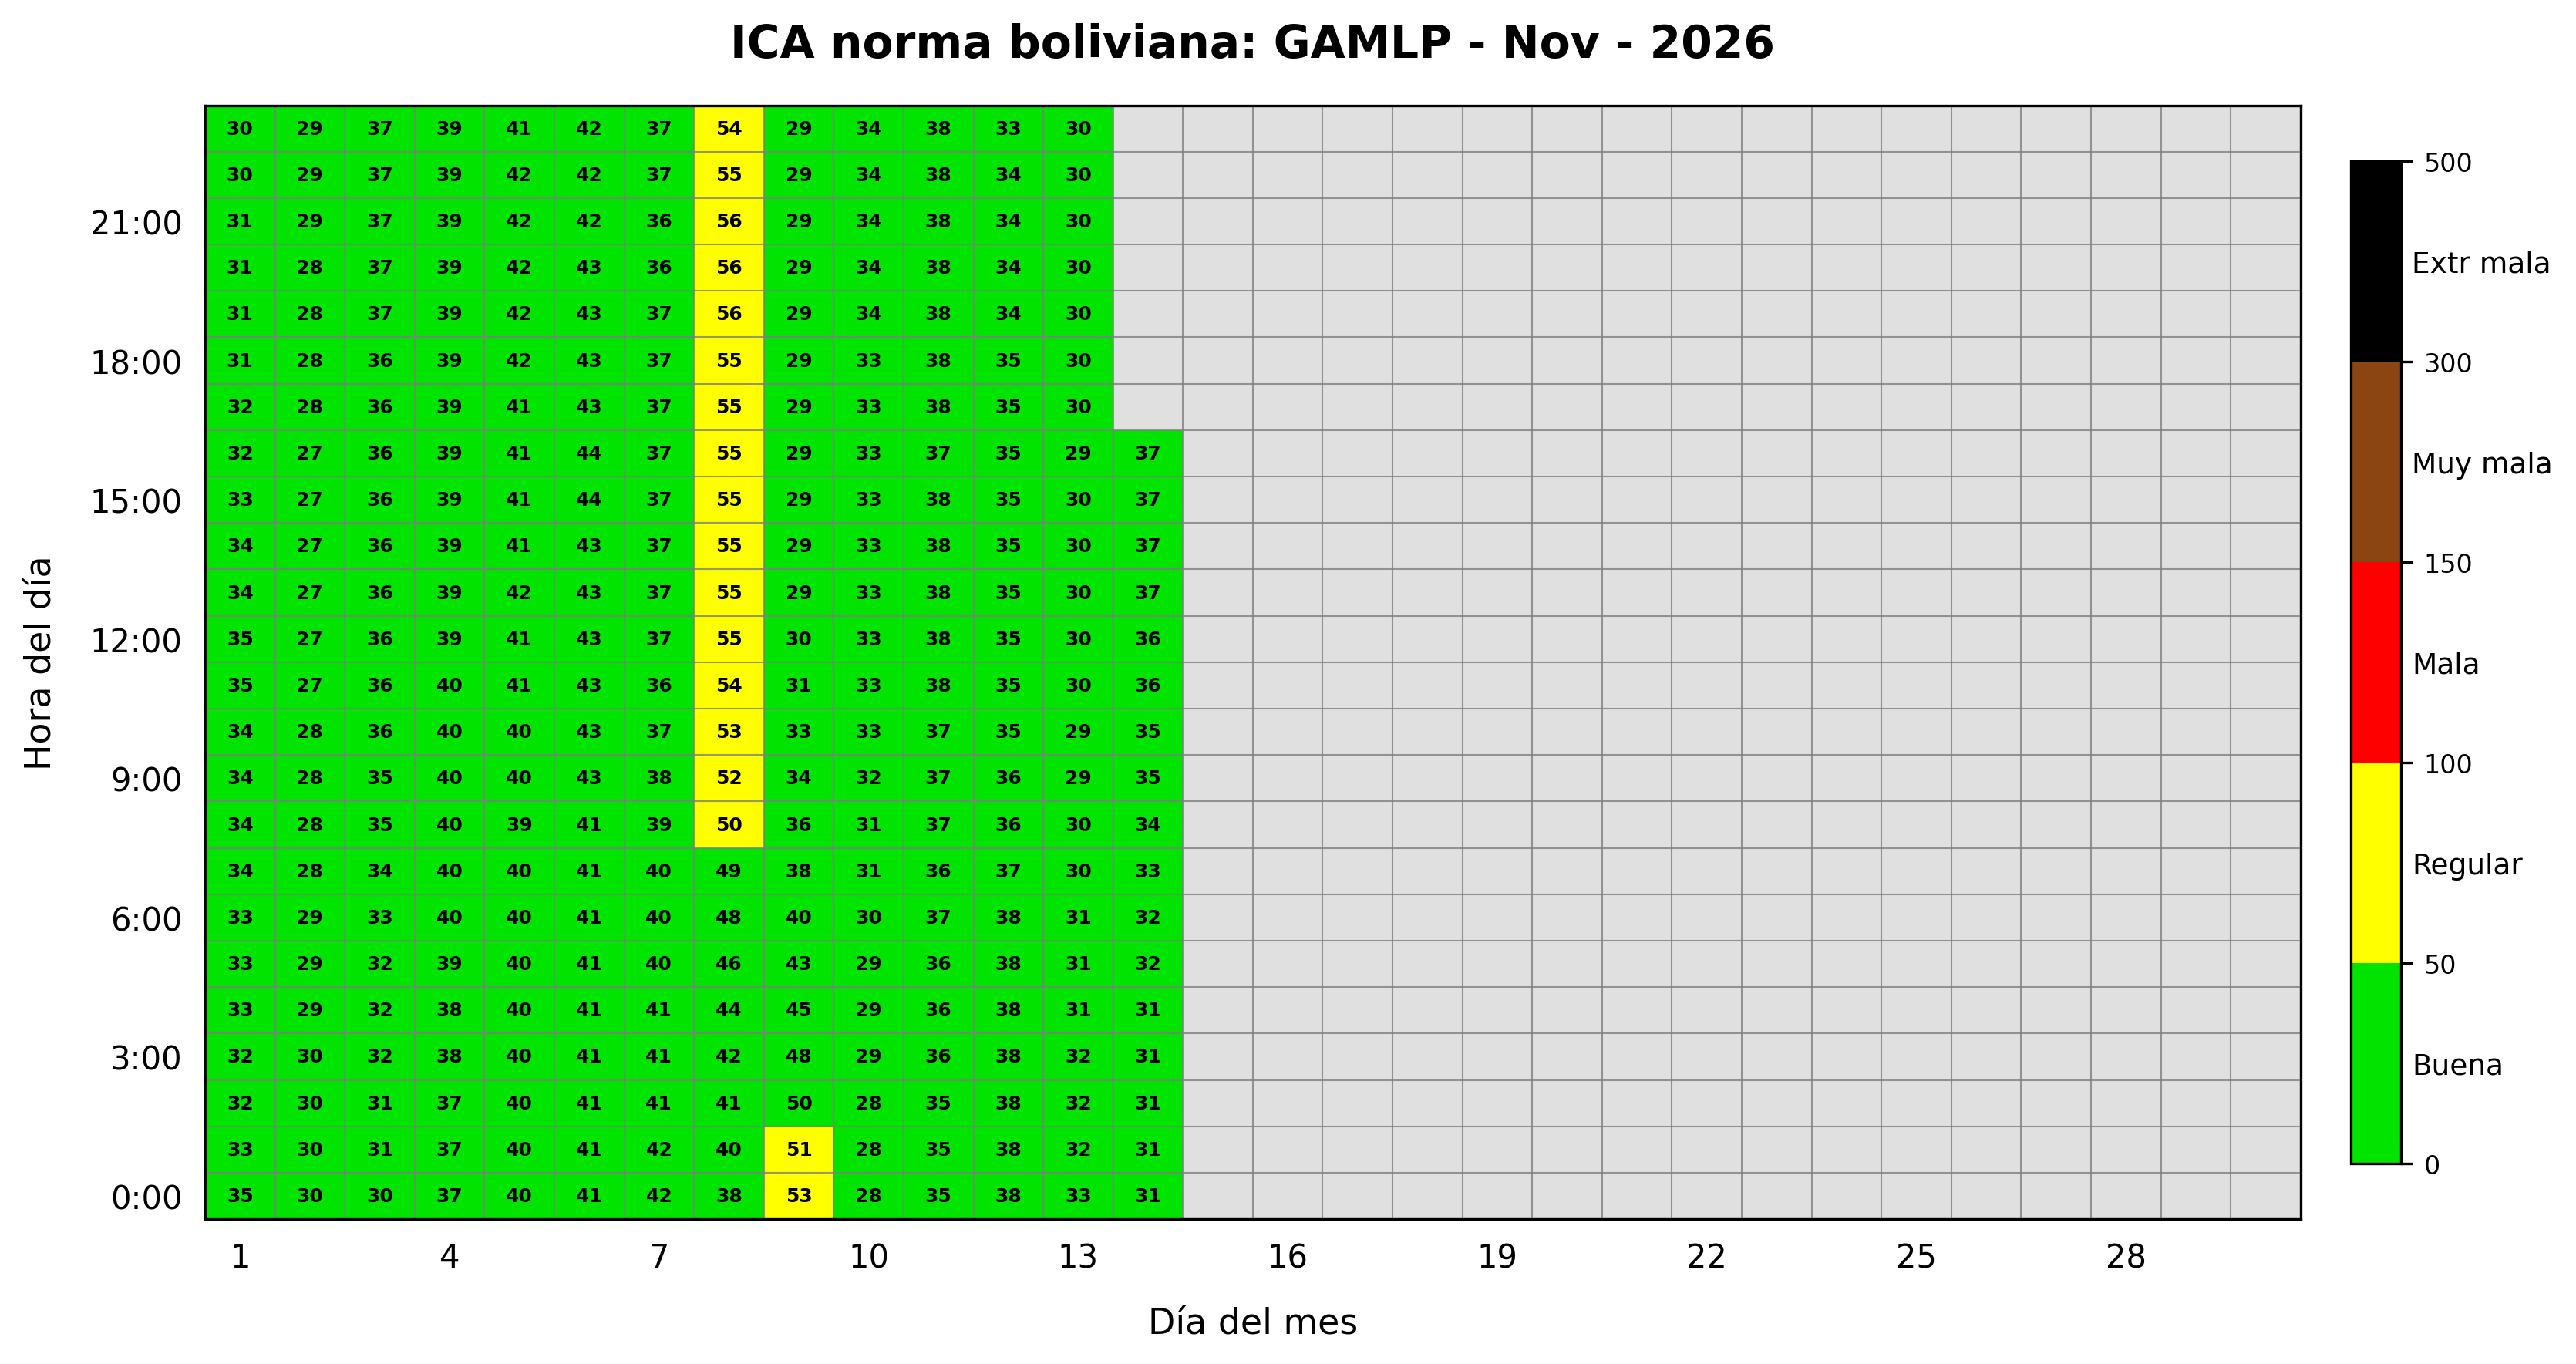 ICA norma boliviana: GAMLP - Nov - 2026
30 29 37 39 41 42 37 54 29 34 38 33 30
30 29 37 39 42 42 37 55 29 34 38 34 30
21:00 31 29 37 39 42 42 36 56 29 34 38 34 30
31 28 37 39 42 43 36 56 29 34 38 34 30
31 28 37 39 42 43 37 56 29 34 38 34 30
18:00 31 28 36 39 42 43 37 55 29 33 38 35 30
32 28 36 39 41 43 37 55 29 33 38 35 30
32 27 36 39 41 44 37 55 29 33 37 35 29 37
15:00 33 27 36 39 41 44 37 55 29 33 38 35 30 37
34 27 36 39 41 43 37 55 29 33 38 35 30 37
34 27 36 39 42 43 37 55 29 33 38 35 30 37
12:00 35 27 36 39 41 43 37 55 30 33 38 35 30 36
35 27 36 40 41 43 36 54 31 33 38 35 30 36
34 28 36 40 40 43 37 53 33 33 37 35 29 35
9:00 34 28 35 40 40 43 38 52 34 32 37 36 29 35
34 28 35 40 39 41 39 50 36 31 37 36 30 34
34 28 34 40 40 41 40 49 38 31 36 37 30 33
6:00 33 29 33 40 40 41 40 48 40 30 37 38 31 32
33 29 32 39 40 41 40 46 43 29 36 38 31 32
33 29 32 38 40 41 41 44 45 29 36 38 31 31
3:00 32 30 32 38 40 41 41 42 48 29 36 38 32 31
32 30 31 37 40 41 41 41 50 28 35 38 32 31
33 30 31 37 40 41 42 40 51 28 35 38 32 31
0:00 35 30 30 37 40 41 42 38 53 28 35 38 33 31
1 4 7 10 13 16 19 22 25 28
Día del mes
Hora del día
500
Extr mala
300
Muy mala
150
Mala
100
Regular
50
Buena
0